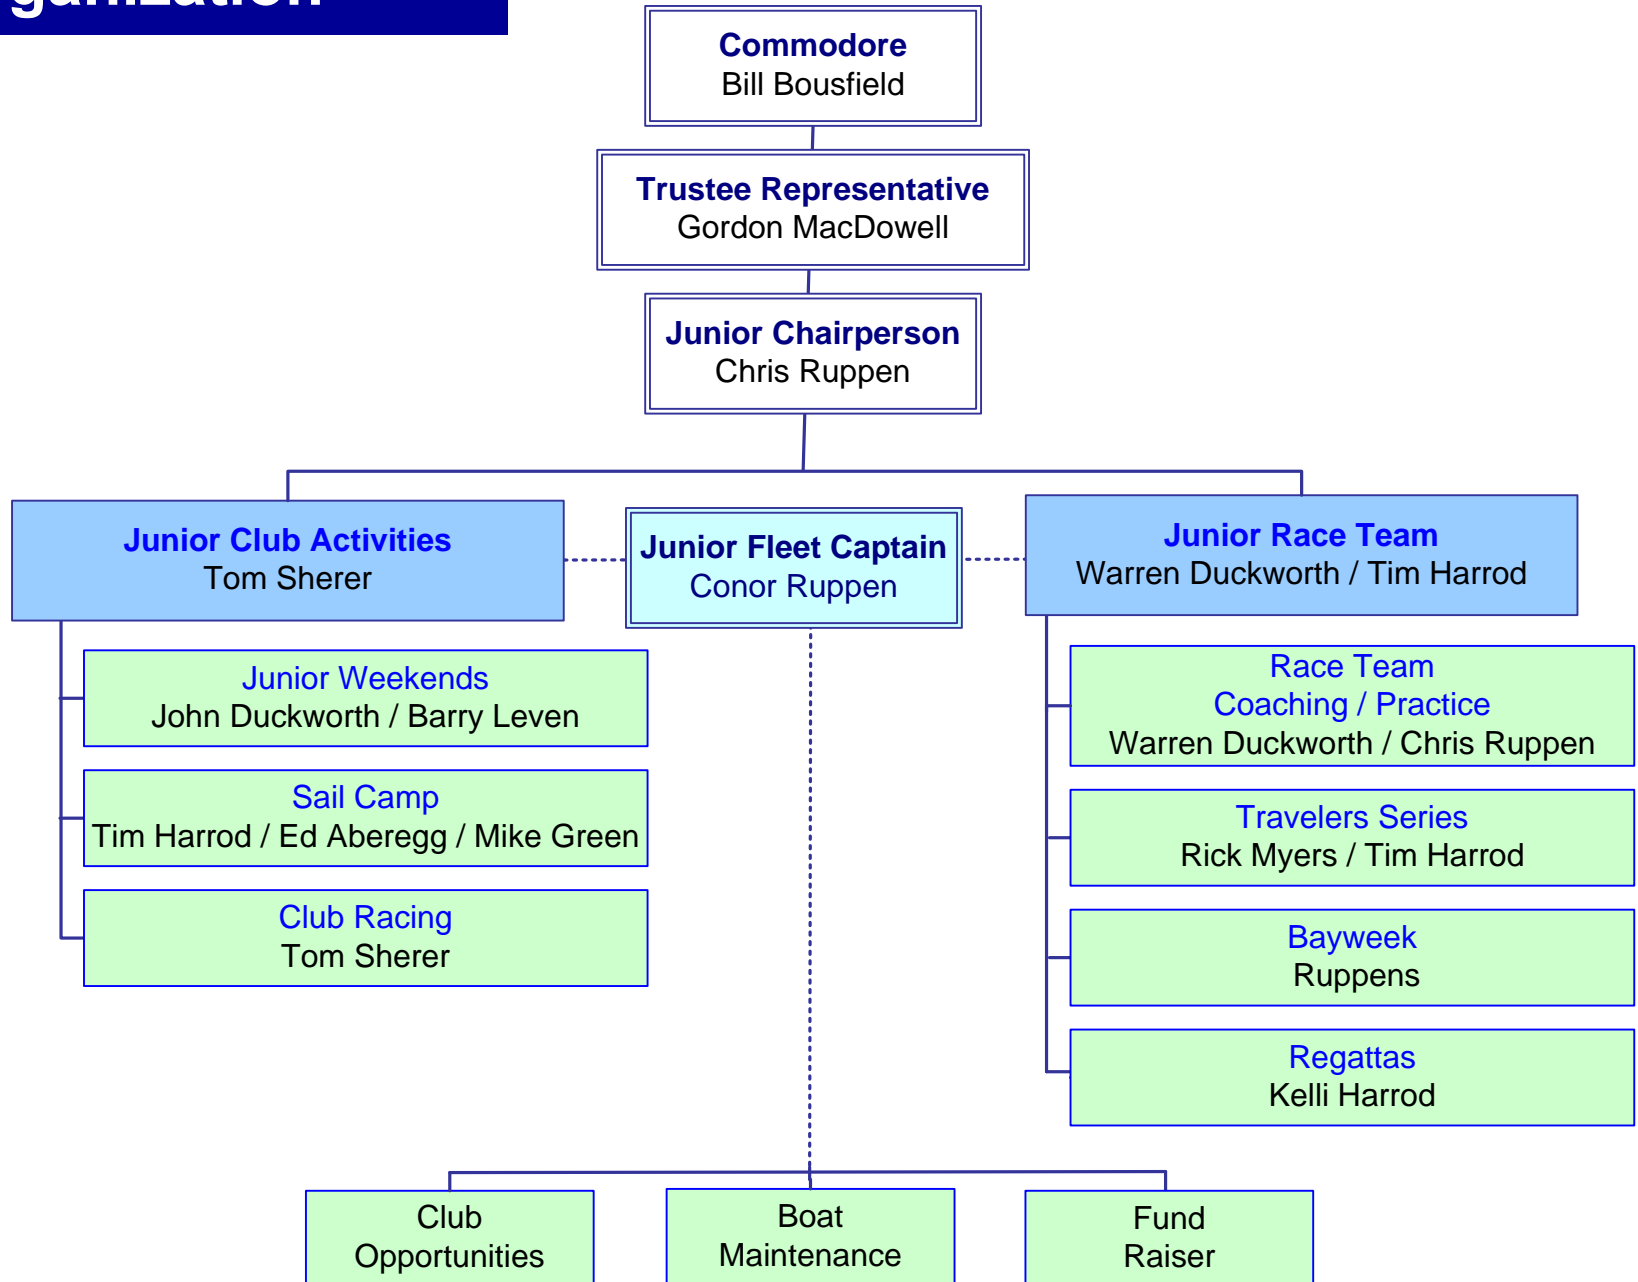 ganization
Commodore
Bill Bousfield
Trustee Representative
Gordon MacDowell
Junior Chairperson
Chris Ruppen
Junior Club Activities
Tom Sherer
Junior Fleet Captain
Conor Ruppen
Junior Race Team
Warren Duckworth / Tim Harrod
Junior Weekends
John Duckworth / Barry Leven
Sail Camp
Tim Harrod / Ed Aberegg / Mike Green
Club Racing
Tom Sherer
Race Team
Coaching / Practice
Warren Duckworth / Chris Ruppen
Travelers Series
Rick Myers / Tim Harrod
Bayweek
Ruppens
Regattas
Kelli Harrod
Club
Opportunities
Boat
Maintenance
Fund
Raiser